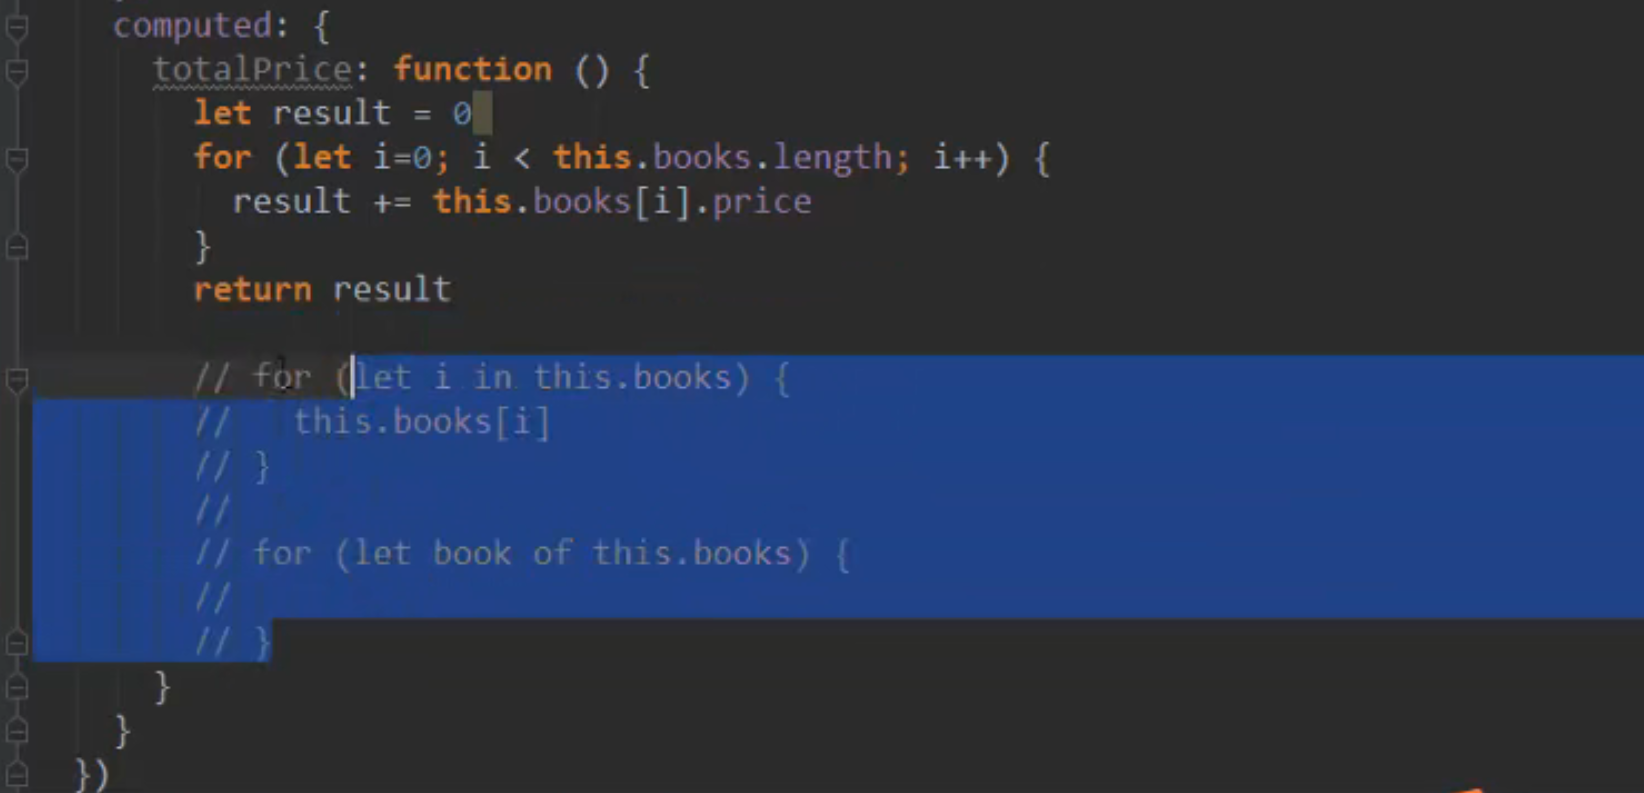 computed: {
totalPrice: function () {
let result = 0
for (let i=0; i < this.books.length; i++) {
result += this.books[i].price
}
return result
// for (let i in this.books) {
//   this.books[i]
// }
//
// for (let book of this.books) {
//
// }
}
}
})